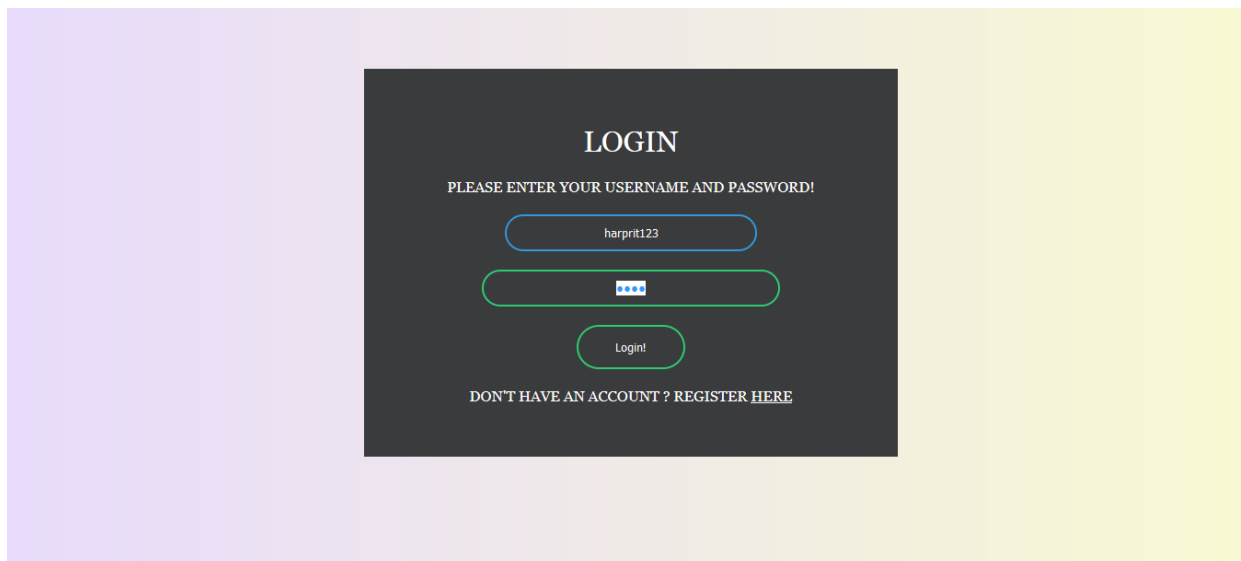 LOGIN
PLEASE ENTER YOUR USERNAME AND PASSWORD!
harprit123
••••
Login!
DON'T HAVE AN ACCOUNT ? REGISTER HERE